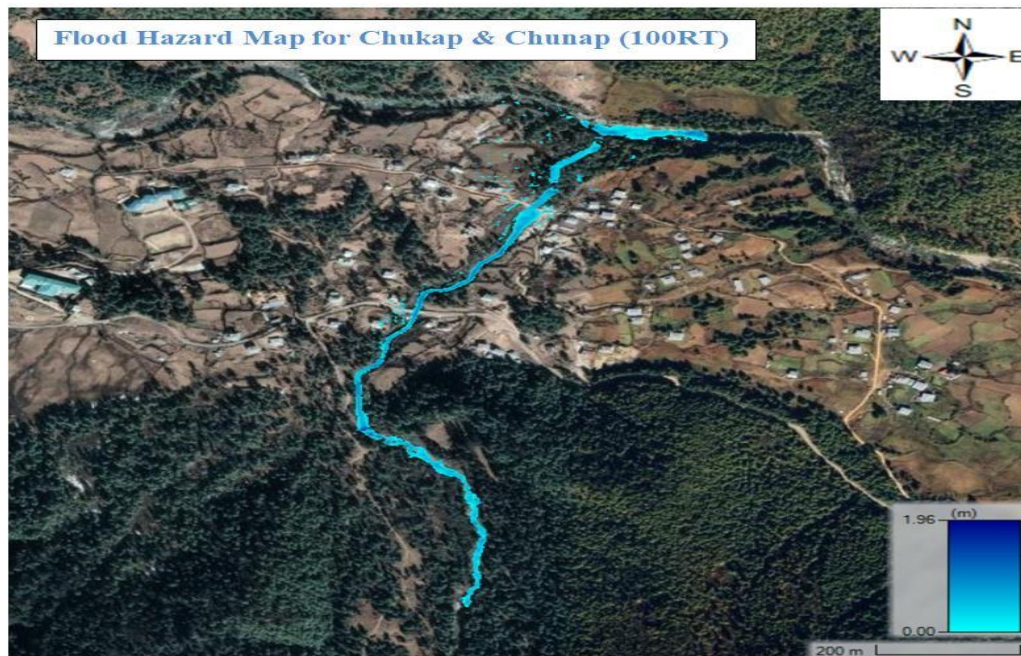 Flood Hazard Map for Chukap & Chunap (100RT)
N
W E
S
(m)
1.96
0.00
200 m